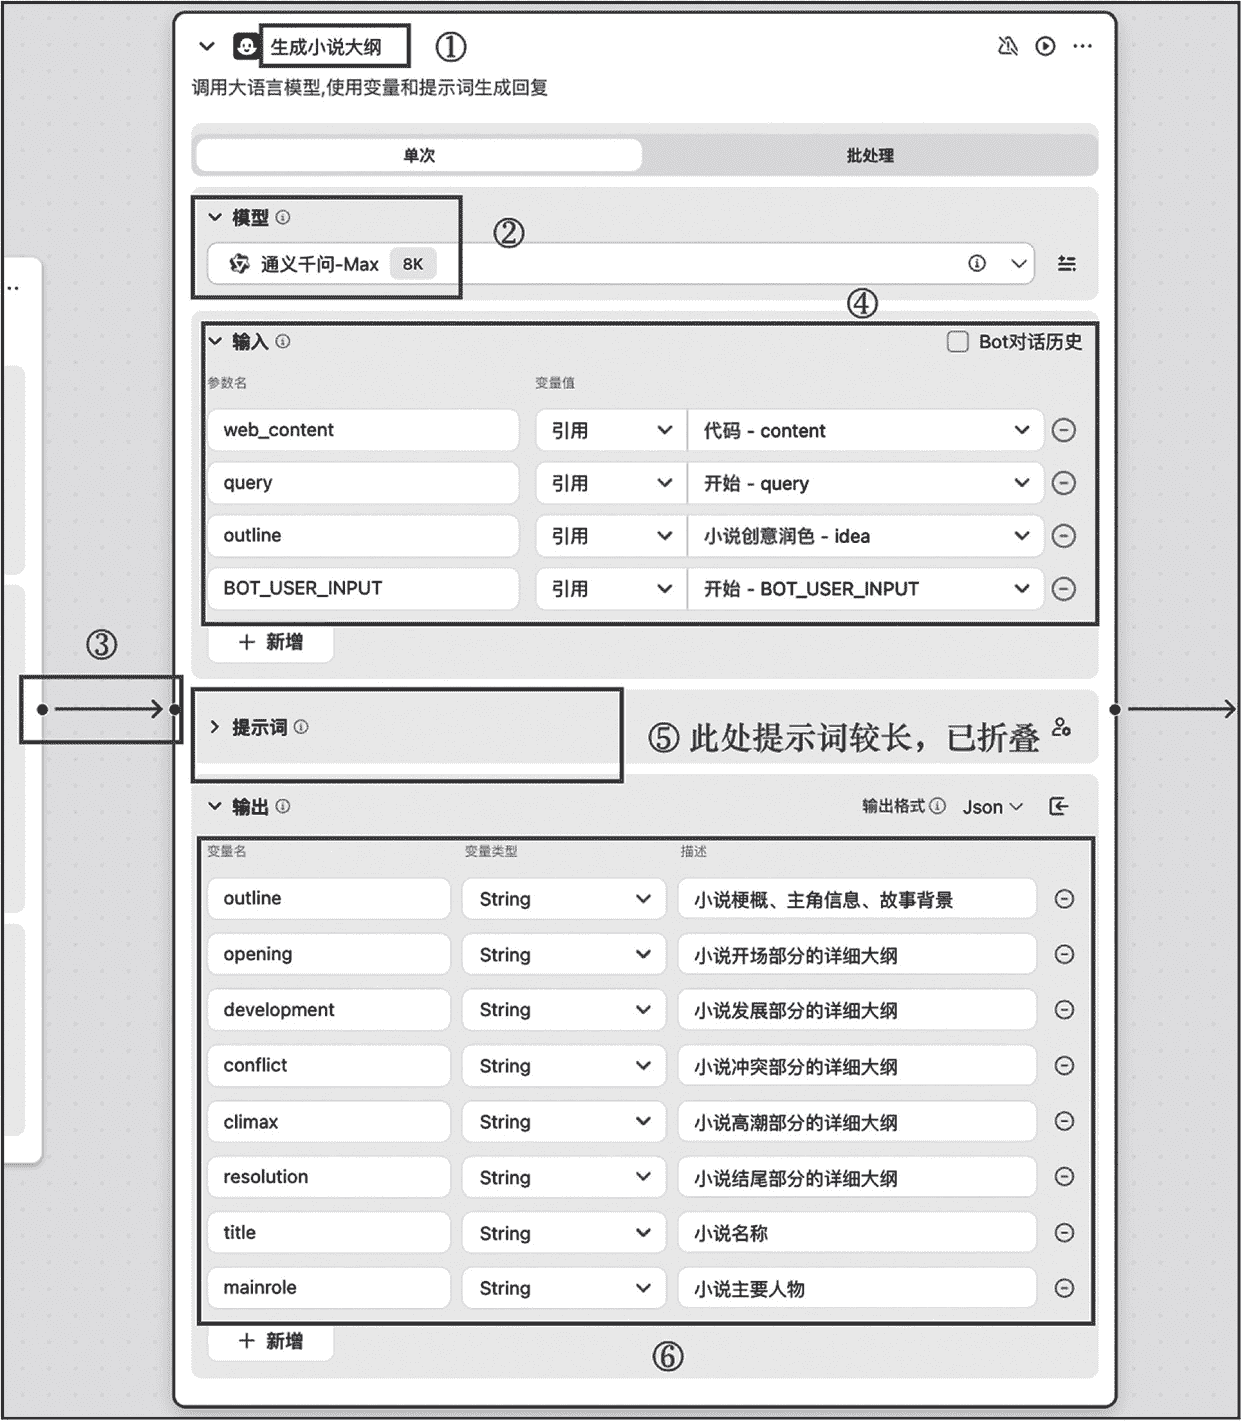 生成小说大纲 ①
调用大语言模型,使用变量和提示词生成回复
单次 批处理
模型
②
通义千问-Max 8K
④
输入 Bot对话历史
参数名 变量值
web_content 引用 代码 - content
query 引用 开始 - query
outline 引用 小说创意润色 - idea
BOT_USER_INPUT 引用 开始 - BOT_USER_INPUT
+ 新增
③
提示词 ⑤ 此处提示词较长，已折叠
输出 输出格式 Json
变量名 变量类型 描述
outline String 小说梗概、主角信息、故事背景
opening String 小说开场部分的详细大纲
development String 小说发展部分的详细大纲
conflict String 小说冲突部分的详细大纲
climax String 小说高潮部分的详细大纲
resolution String 小说结尾部分的详细大纲
title String 小说名称
mainrole String 小说主要人物
+ 新增
⑥